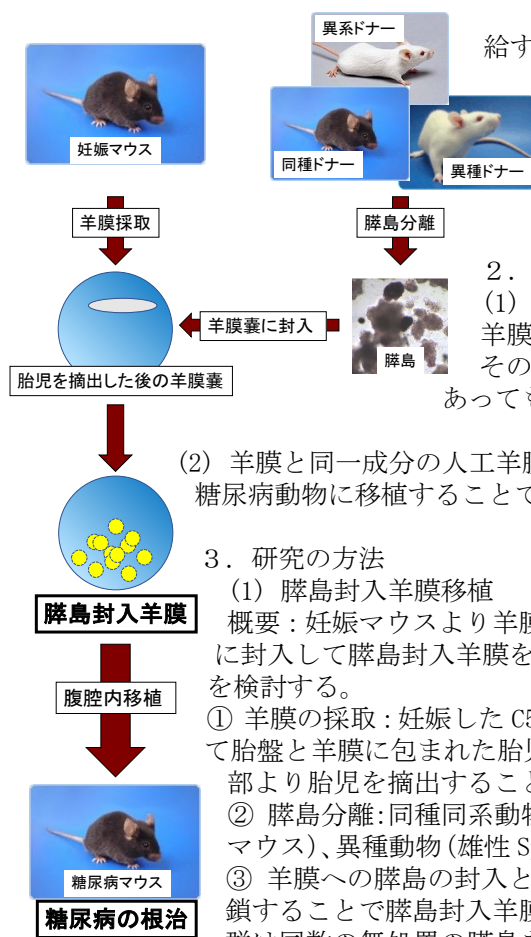 異系ドナー
妊娠マウス
同種ドナー
異種ドナー
羊膜採取
膵島分離
羊膜嚢に封入
膵島
胎児を摘出した後の羊膜嚢
膵島封入羊膜
腹腔内移植
糖尿病マウス
糖尿病の根治
給す
２．
(1)
羊膜
その
あっても
(2) 羊膜と同一成分の人工羊膜
糖尿病動物に移植することで
３．研究の方法
(1) 膵島封入羊膜移植
概要：妊娠マウスより羊膜
に封入して膵島封入羊膜を
を検討する。
① 羊膜の採取：妊娠した C5
て胎盤と羊膜に包まれた胎児
部より胎児を摘出すること
② 膵島分離：同種同系動物
マウス）、異種動物（雄性 S
③ 羊膜への膵島の封入と
鎖することで膵島封入羊膜